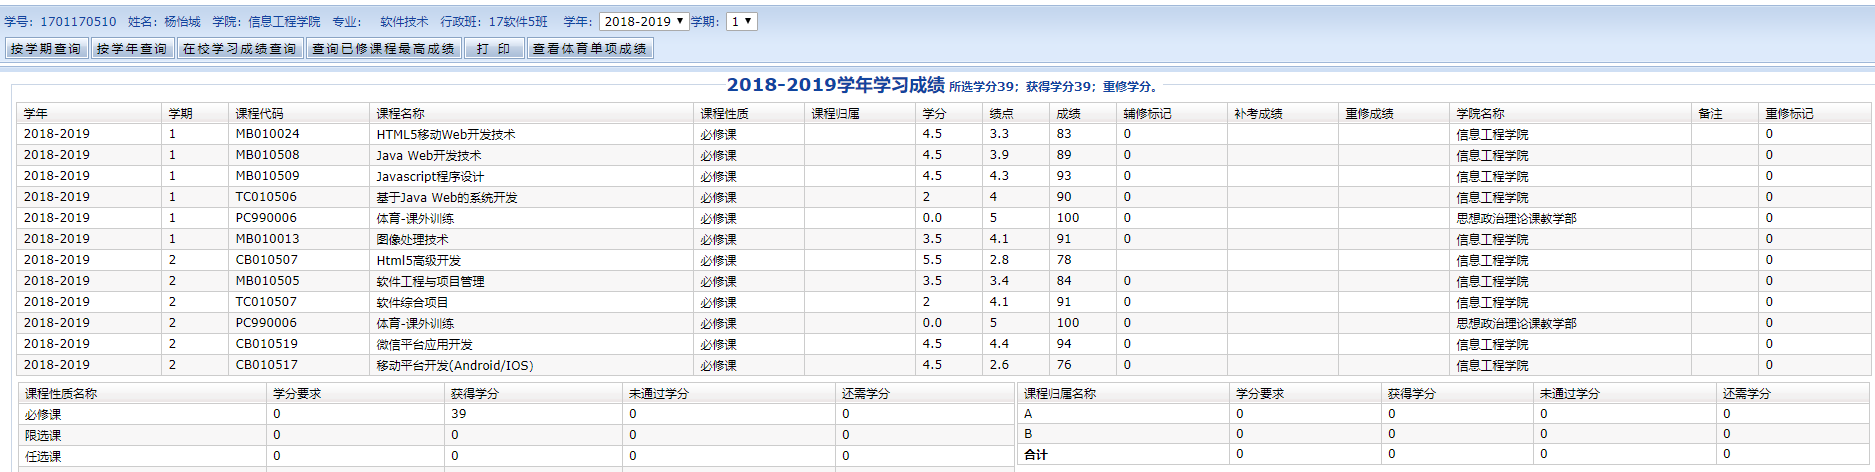 学号：1701170510 姓名：杨怡城 学院：信息工程学院 专业： 软件技术 行政班：17软件5班 学年：2018-2019 学期：1
按学期查询 按学年查询 在校学习成绩查询 查询已修课程最高成绩 打 印 查看体育单项成绩
2018-2019学年学习成绩 所选学分39；获得学分39；重修学分。
学年 学期 课程代码 课程名称 课程性质 课程归属 学分 绩点 成绩 辅修标记 补考成绩 重修成绩 学院名称 备注 重修标记
2018-2019 1 MB010024 HTML5移动Web开发技术 必修课 4.5 3.3 83 0 信息工程学院 0
2018-2019 1 MB010508 Java Web开发技术 必修课 4.5 3.9 89 0 信息工程学院 0
2018-2019 1 MB010509 Javascript程序设计 必修课 4.5 4.3 93 0 信息工程学院 0
2018-2019 1 TC010506 基于Java Web的系统开发 必修课 2 4 90 0 信息工程学院 0
2018-2019 1 PC990006 体育-课外训练 必修课 0.0 5 100 0 思想政治理论课教学部 0
2018-2019 1 MB010013 图像处理技术 必修课 3.5 4.1 91 0 信息工程学院 0
2018-2019 2 CB010507 Html5高级开发 必修课 5.5 2.8 78 信息工程学院 0
2018-2019 2 MB010505 软件工程与项目管理 必修课 3.5 3.4 84 0 信息工程学院 0
2018-2019 2 TC010507 软件综合项目 必修课 2 4.1 91 0 信息工程学院 0
2018-2019 2 PC990006 体育-课外训练 必修课 0.0 5 100 0 思想政治理论课教学部 0
2018-2019 2 CB010519 微信平台应用开发 必修课 4.5 4.4 94 0 信息工程学院 0
2018-2019 2 CB010517 移动平台开发(Android/IOS) 必修课 4.5 2.6 76 0 信息工程学院 0
课程性质名称 学分要求 获得学分 未通过学分 还需学分 课程归属名称 学分要求 获得学分 未通过学分 还需学分
必修课 0 39 0 0 A 0 0 0 0
限选课 0 0 0 0 B 0 0 0 0
任选课 0 0 0 0 合计 0 0 0 0